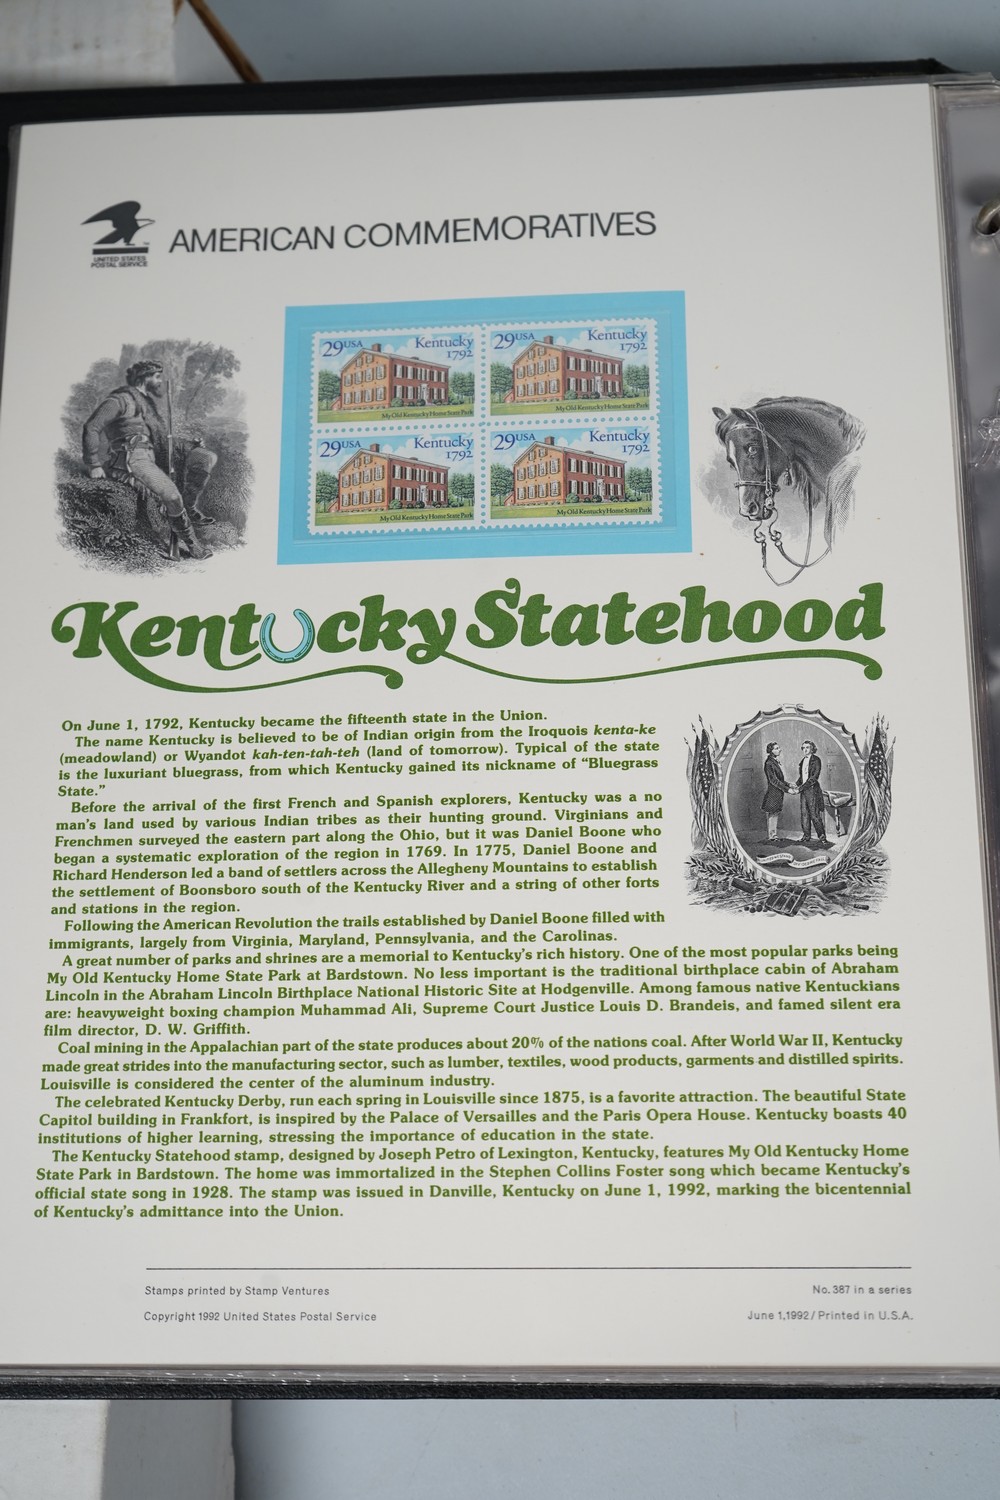 UNITED STATES
POSTAL SERVICE
AMERICAN COMMEMORATIVES
29USA Kentucky
1792
My Old Kentucky Home State Park
29USA Kentucky
1792
My Old Kentucky Home State Park
29USA Kentucky
1792
My Old Kentucky Home State Park
29USA Kentucky
1792
My Old Kentucky Home State Park
Kentucky Statehood
On June 1, 1792, Kentucky became the fifteenth state in the Union.
The name Kentucky is believed to be of Indian origin from the Iroquois kenta-ke
(meadowland) or Wyandot kah-ten-tah-teh (land of tomorrow). Typical of the state
is the luxuriant bluegrass, from which Kentucky gained its nickname of “Bluegrass
State.”
Before the arrival of the first French and Spanish explorers, Kentucky was a no
man's land used by various Indian tribes as their hunting ground. Virginians and
Frenchmen surveyed the eastern part along the Ohio, but it was Daniel Boone who
began a systematic exploration of the region in 1769. In 1775, Daniel Boone and
Richard Henderson led a band of settlers across the Allegheny Mountains to establish
the settlement of Boonsboro south of the Kentucky River and a string of other forts
and stations in the region.
Following the American Revolution the trails established by Daniel Boone filled with
immigrants, largely from Virginia, Maryland, Pennsylvania, and the Carolinas.
A great number of parks and shrines are a memorial to Kentucky's rich history. One of the most popular parks being
My Old Kentucky Home State Park at Bardstown. No less important is the traditional birthplace cabin of Abraham
Lincoln in the Abraham Lincoln Birthplace National Historic Site at Hodgenville. Among famous native Kentuckians
are: heavyweight boxing champion Muhammad Ali, Supreme Court Justice Louis D. Brandeis, and famed silent era
film director, D. W. Griffith.
Coal mining in the Appalachian part of the state produces about 20% of the nations coal. After World War II, Kentucky
made great strides into the manufacturing sector, such as lumber, textiles, wood products, garments and distilled spirits.
Louisville is considered the center of the aluminum industry.
The celebrated Kentucky Derby, run each spring in Louisville since 1875, is a favorite attraction. The beautiful State
Capitol building in Frankfort, is inspired by the Palace of Versailles and the Paris Opera House. Kentucky boasts 40
institutions of higher learning, stressing the importance of education in the state.
The Kentucky Statehood stamp, designed by Joseph Petro of Lexington, Kentucky, features My Old Kentucky Home
State Park in Bardstown. The home was immortalized in the Stephen Collins Foster song which became Kentucky's
official state song in 1928. The stamp was issued in Danville, Kentucky on June 1, 1992, marking the bicentennial
of Kentucky's admittance into the Union.
Stamps printed by Stamp Ventures
No. 387 in a series
Copyright 1992 United States Postal Service
June 1,1992/Printed in U.S.A.